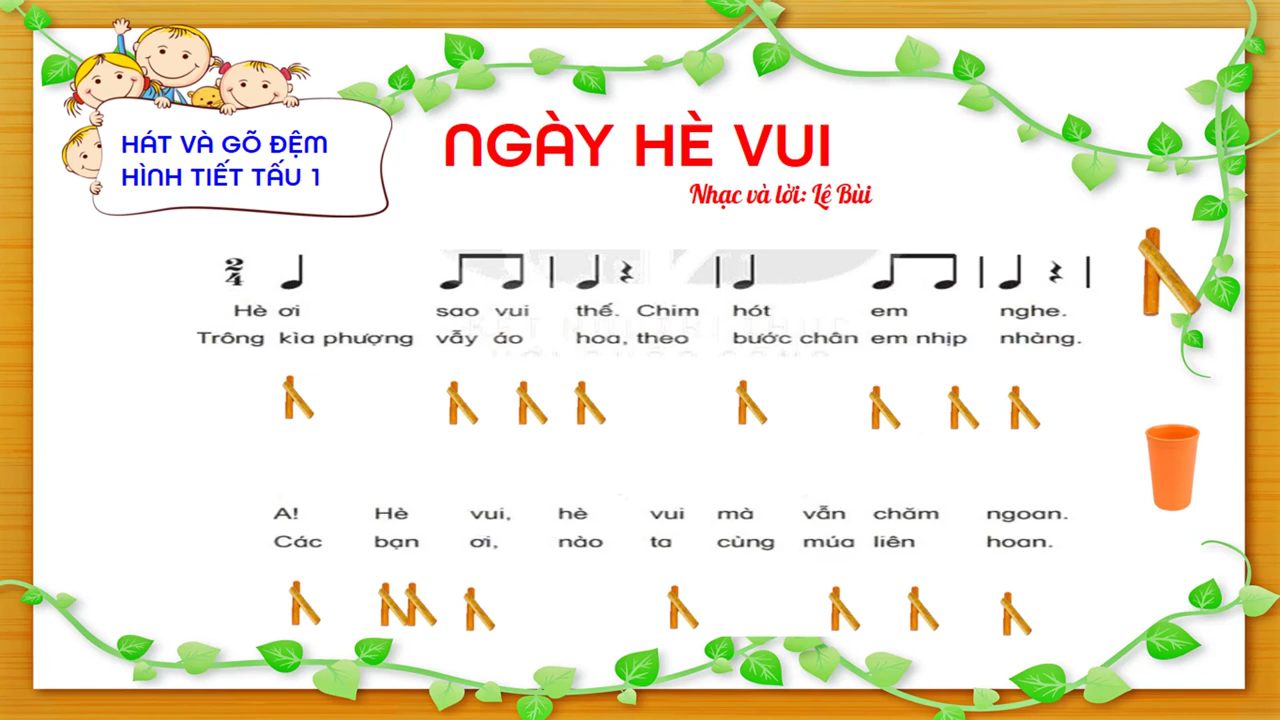 HÁT VÀ GÕ ĐỆM
HÌNH TIẾT TẤU 1
NGÀY HÈ VUI
Nhạc và lời: Lê Bùi
2
4
Hè ơi sao vui thế. Chim hót em nghe.
Trông kìa phượng vẫy áo hoa, theo bước chân em nhịp nhàng.
A! Hè vui, hè vui mà vẫn chăm ngoan.
Các bạn ơi, nào ta cùng múa liên hoan.